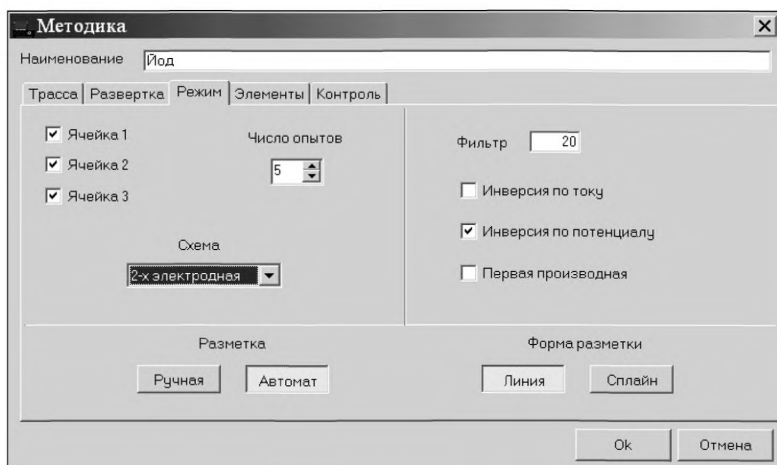 Методика
Наименование Йод
Трасса Развертка Режим Элементы Контроль
Ячейка 1
Ячейка 2
Ячейка 3
Число опытов
5
Схема
2-х электродная
Фильтр 20
Инверсия по току
Инверсия по потенциалу
Первая производная
Разметка
Ручная Автомат
Форма разметки
Линия Сплайн
Ok Отмена